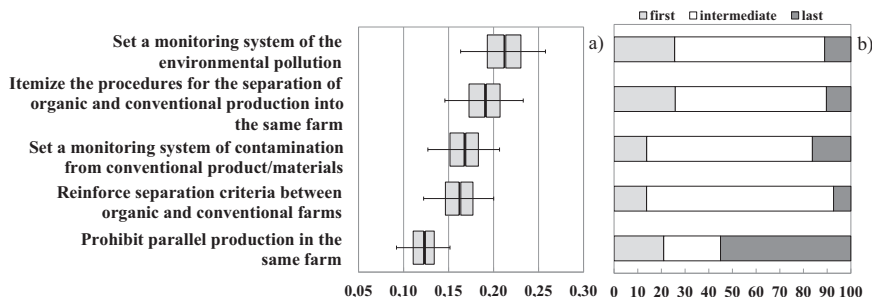 first intermediate last
Set a monitoring system of the
environmental pollution
a)
b)
Itemize the procedures for the separation of
organic and conventional production into
the same farm
Set a monitoring system of contamination
from conventional product/materials
Reinforce separation criteria between
organic and conventional farms
Prohibit parallel production in the
same farm
0,05 0,10 0,15 0,20 0,25 0,30
0 10 20 30 40 50 60 70 80 90 100